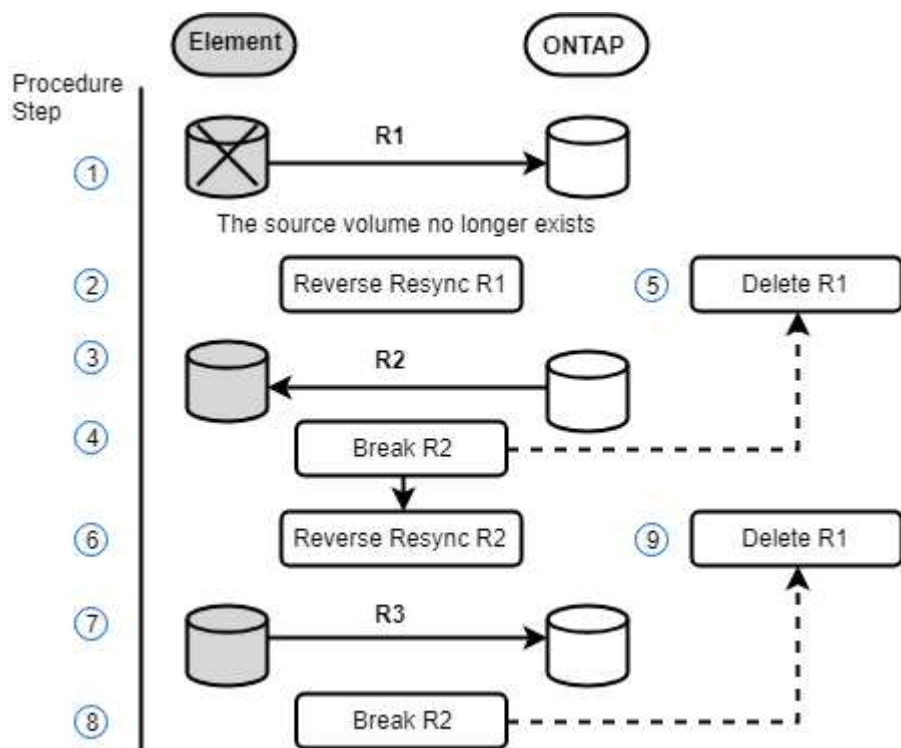 Element
ONTAP
Procedure
Step
R1
1
The source volume no longer exists
2
Reverse Resync R1
5
Delete R1
3
R2
4
Break R2
6
Reverse Resync R2
9
Delete R1
7
R3
8
Break R2